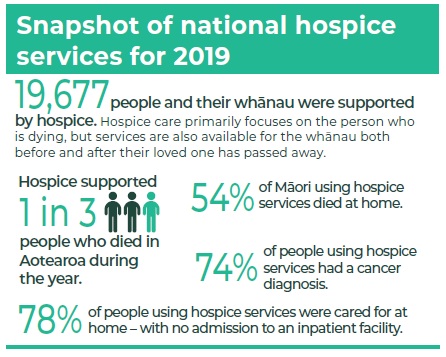 Snapshot of national hospice
services for 2019
19,677 people and their whānau were supported
by hospice. Hospice care primarily focuses on the person who
is dying, but services are also available for the whānau both
before and after their loved one has passed away.
Hospice supported
1 in 3
people who died in
Aotearoa during
the year.
54% of Māori using hospice
services died at home.
74% of people using hospice
services had a cancer
diagnosis.
78% of people using hospice services were cared for at
home – with no admission to an inpatient facility.